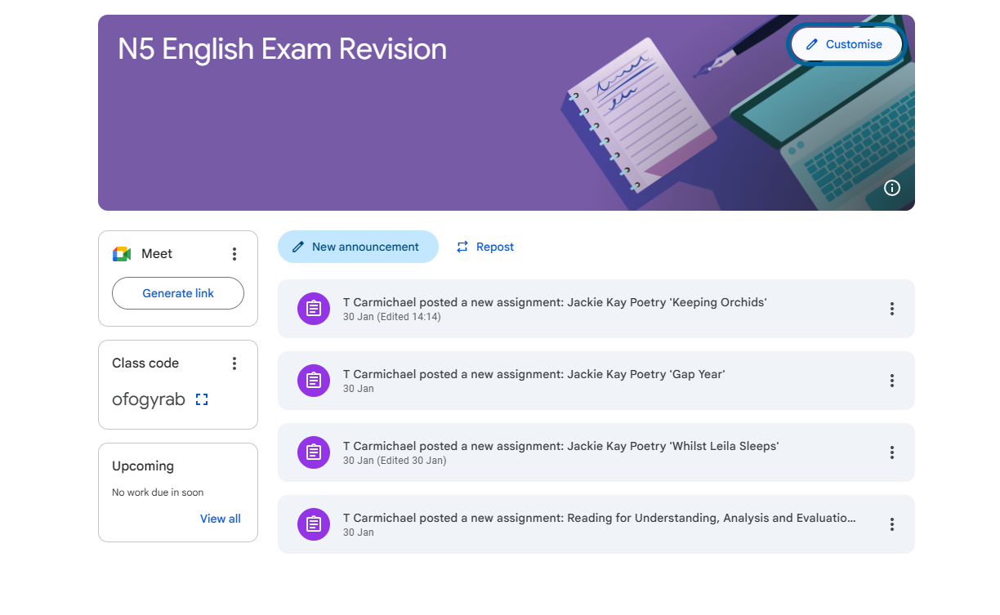 N5 English Exam Revision
Customise
Meet
Generate link
Class code
ofogyrab
Upcoming
No work due in soon
View all
New announcement
Repost
T Carmichael posted a new assignment: Jackie Kay Poetry 'Keeping Orchids'
30 Jan (Edited 14:14)
T Carmichael posted a new assignment: Jackie Kay Poetry 'Gap Year'
30 Jan
T Carmichael posted a new assignment: Jackie Kay Poetry 'Whilst Leila Sleeps'
30 Jan (Edited 30 Jan)
T Carmichael posted a new assignment: Reading for Understanding, Analysis and Evaluatio...
30 Jan